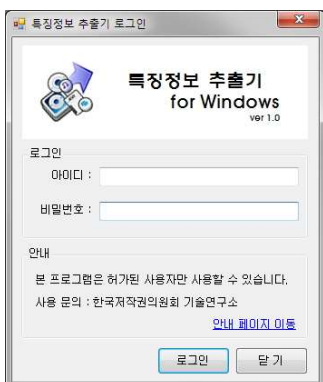 특징정보 추출기 로그인
특징정보 추출기
for Windows
ver 1.0
로그인
아이디 :
비밀번호 :
안내
본 프로그램은 허가된 사용자만 사용할 수 있습니다.
사용 문의 : 한국저작권위원회 기술연구소
안내 페이지 이동
로그인 닫 기